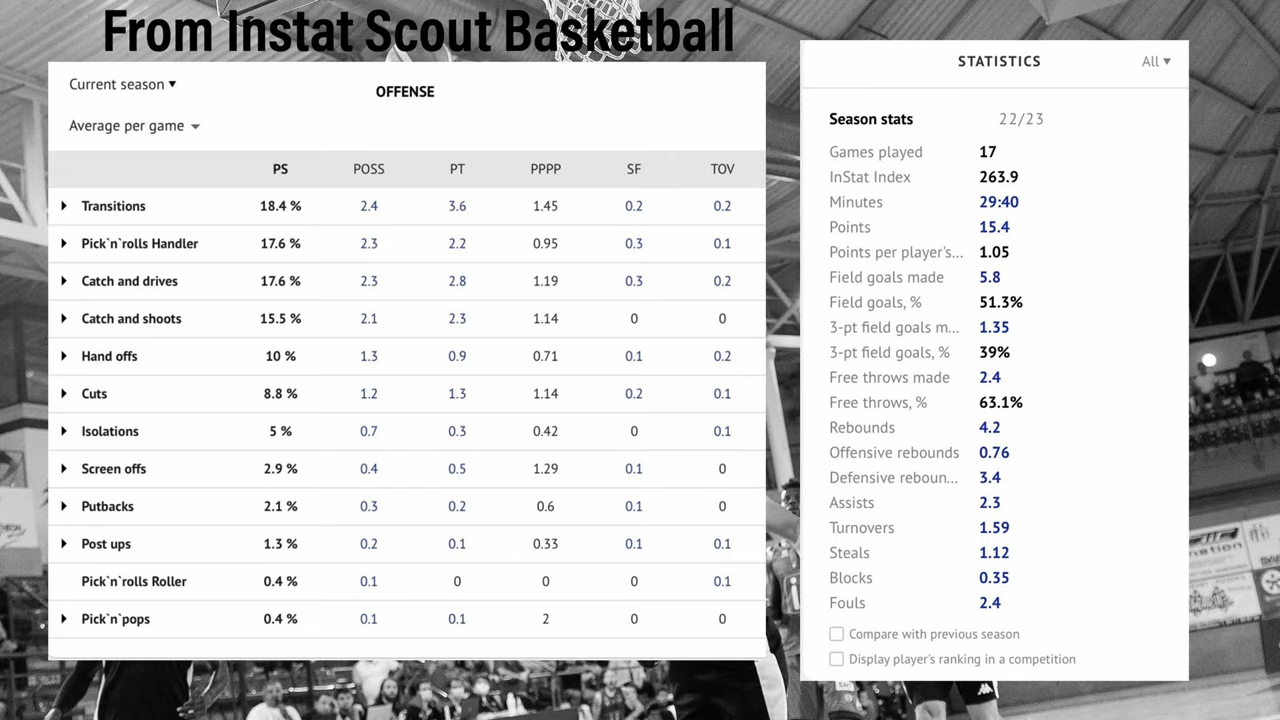 From Instat Scout Basketball
Current season
OFFENSE
Average per game
PS POSS PT PPPP SF TOV
Transitions 18.4 % 2.4 3.6 1.45 0.2 0.2
Pick`n`rolls Handler 17.6 % 2.3 2.2 0.95 0.3 0.1
Catch and drives 17.6 % 2.3 2.8 1.19 0.3 0.2
Catch and shoots 15.5 % 2.1 2.3 1.14 0 0
Hand offs 10 % 1.3 0.9 0.71 0.1 0.2
Cuts 8.8 % 1.2 1.3 1.14 0.2 0.1
Isolations 5 % 0.7 0.3 0.42 0 0.1
Screen offs 2.9 % 0.4 0.5 1.29 0.1 0
Putbacks 2.1 % 0.3 0.2 0.6 0.1 0
Post ups 1.3 % 0.2 0.1 0.33 0.1 0.1
Pick`n`rolls Roller 0.4 % 0.1 0 0 0 0.1
Pick`n`pops 0.4 % 0.1 0.1 2 0 0
STATISTICS All
Season stats 22/23
Games played 17
InStat Index 263.9
Minutes 29:40
Points 15.4
Points per player's... 1.05
Field goals made 5.8
Field goals, % 51.3%
3-pt field goals m... 1.35
3-pt field goals, % 39%
Free throws made 2.4
Free throws, % 63.1%
Rebounds 4.2
Offensive rebounds 0.76
Defensive reboun... 3.4
Assists 2.3
Turnovers 1.59
Steals 1.12
Blocks 0.35
Fouls 2.4
Compare with previous season
Display player's ranking in a competition